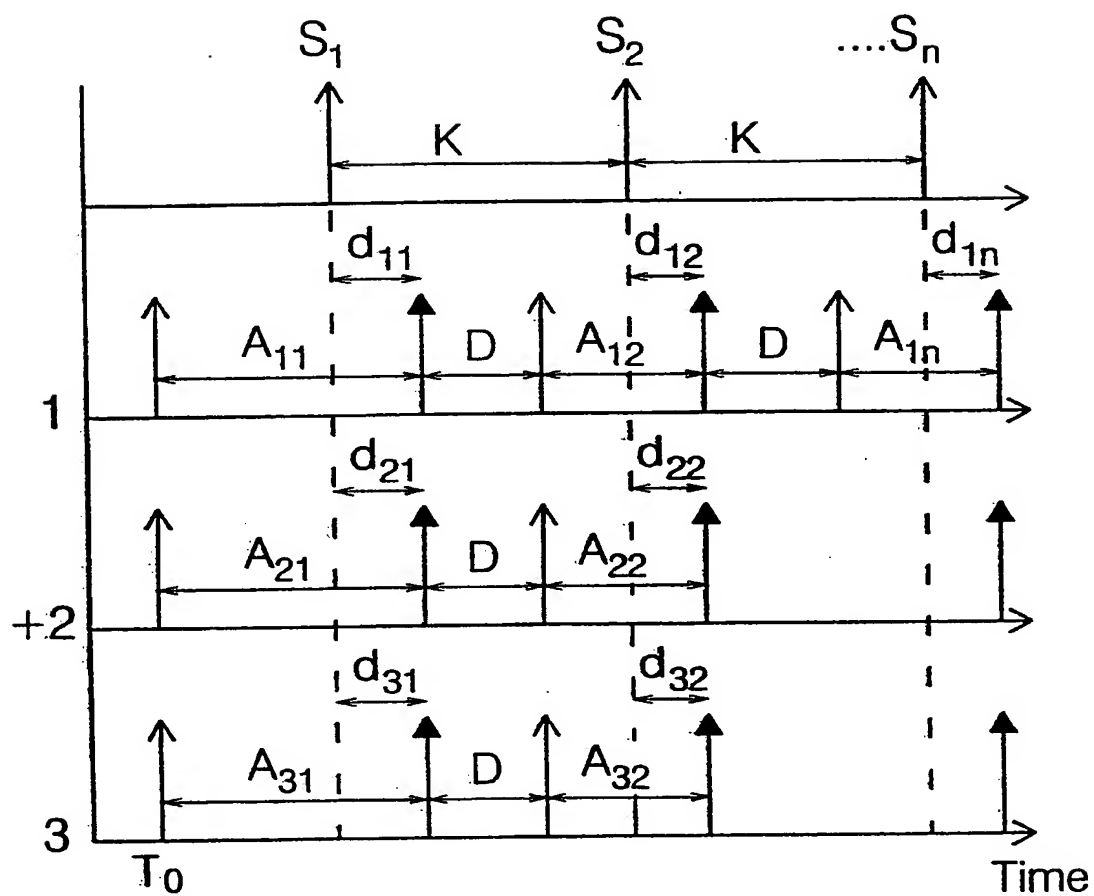 S₁ S₂ ....Sₙ
K K
d₁₁ d₁₂ d₁ₙ
A₁₁ D A₁₂ D A₁ₙ
1
d₂₁ d₂₂
A₂₁ D A₂₂
+2
d₃₁ d₃₂
A₃₁ D A₃₂
3
T₀ Time